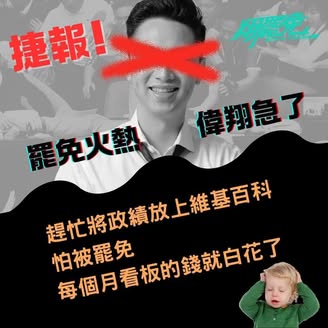 捷報!
罷免火熱
偉翔急了
趕忙將政績放上維基百科
怕被罷免
每個月看板的錢就白花了